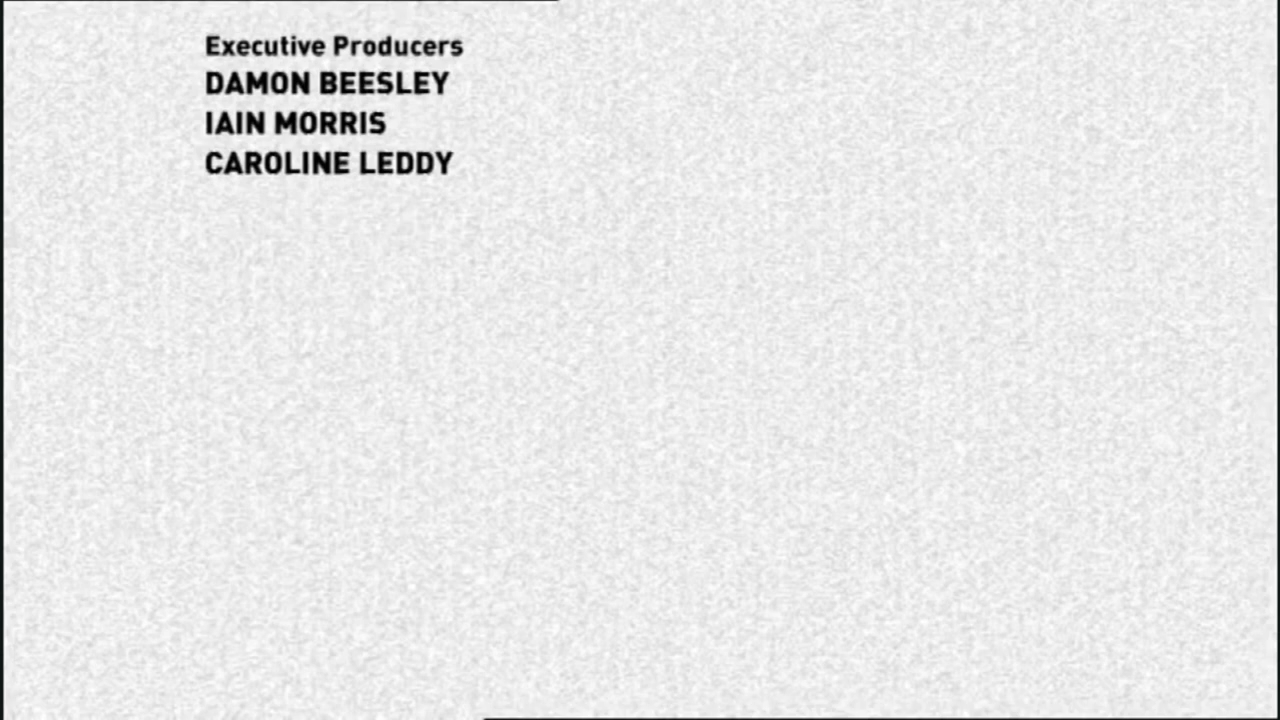 Executive Producers
DAMON BEESLEY
IAIN MORRIS
CAROLINE LEDDY